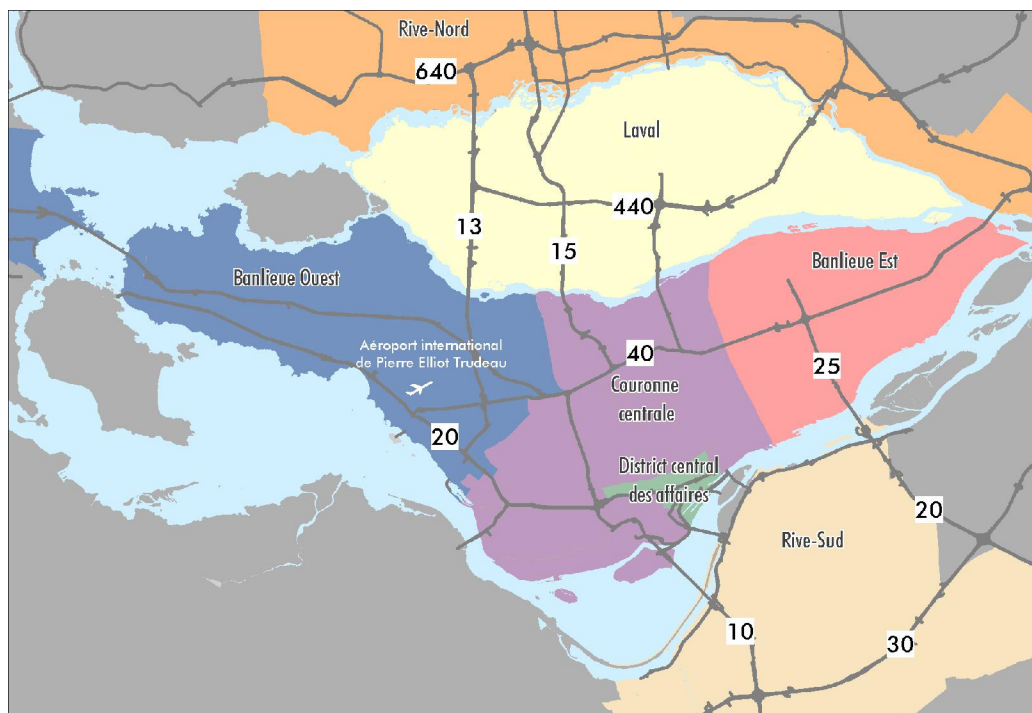 Rive-Nord
640
Laval
440
13
15
Banlieue Ouest
Banlieue Est
Aéroport international
de Pierre Elliot Trudeau
40
25
Couronne
centrale
20
District central
des affaires
20
Rive-Sud
10
30